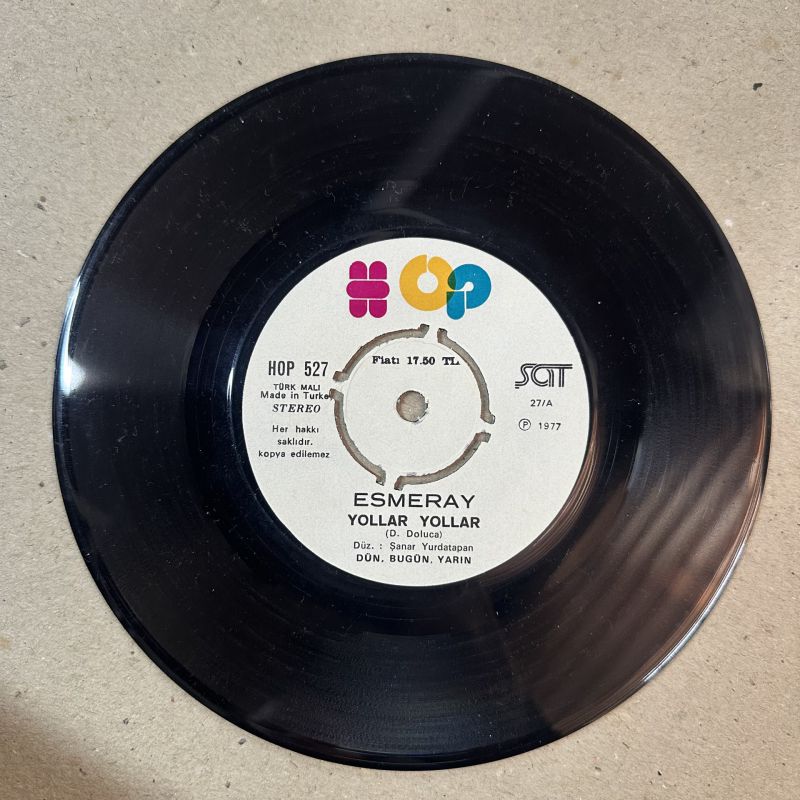 HOP
Fiatı 17.50 TL.
HOP 527
TÜRK MALI
Made in Turke
STEREO
Her hakkı
saklıdır.
kopya edilemez
SAT
27/A
Ⓟ 1977
ESMERAY
YOLLAR YOLLAR
(D. Doluca)
Düz. : Şanar Yurdatapan
DÜN, BUGÜN, YARIN